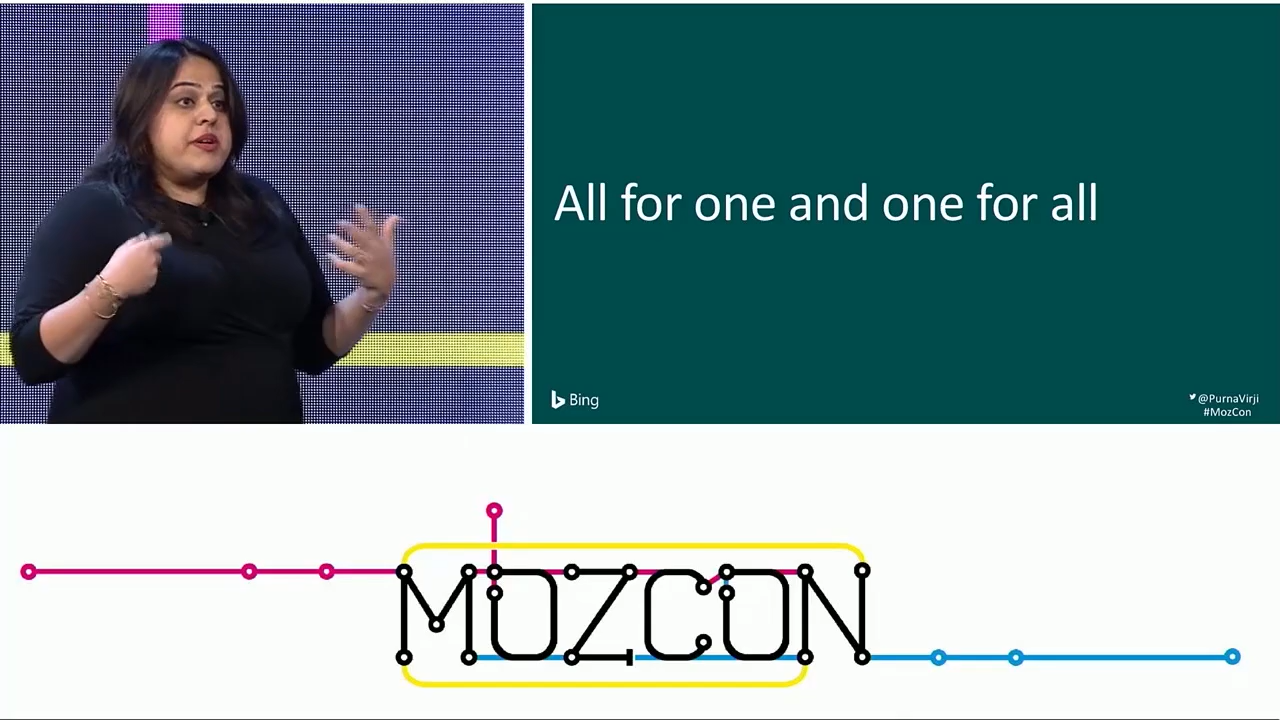 All for one and one for all
Bing
@PurnaVirji
#MozCon
MOZCON